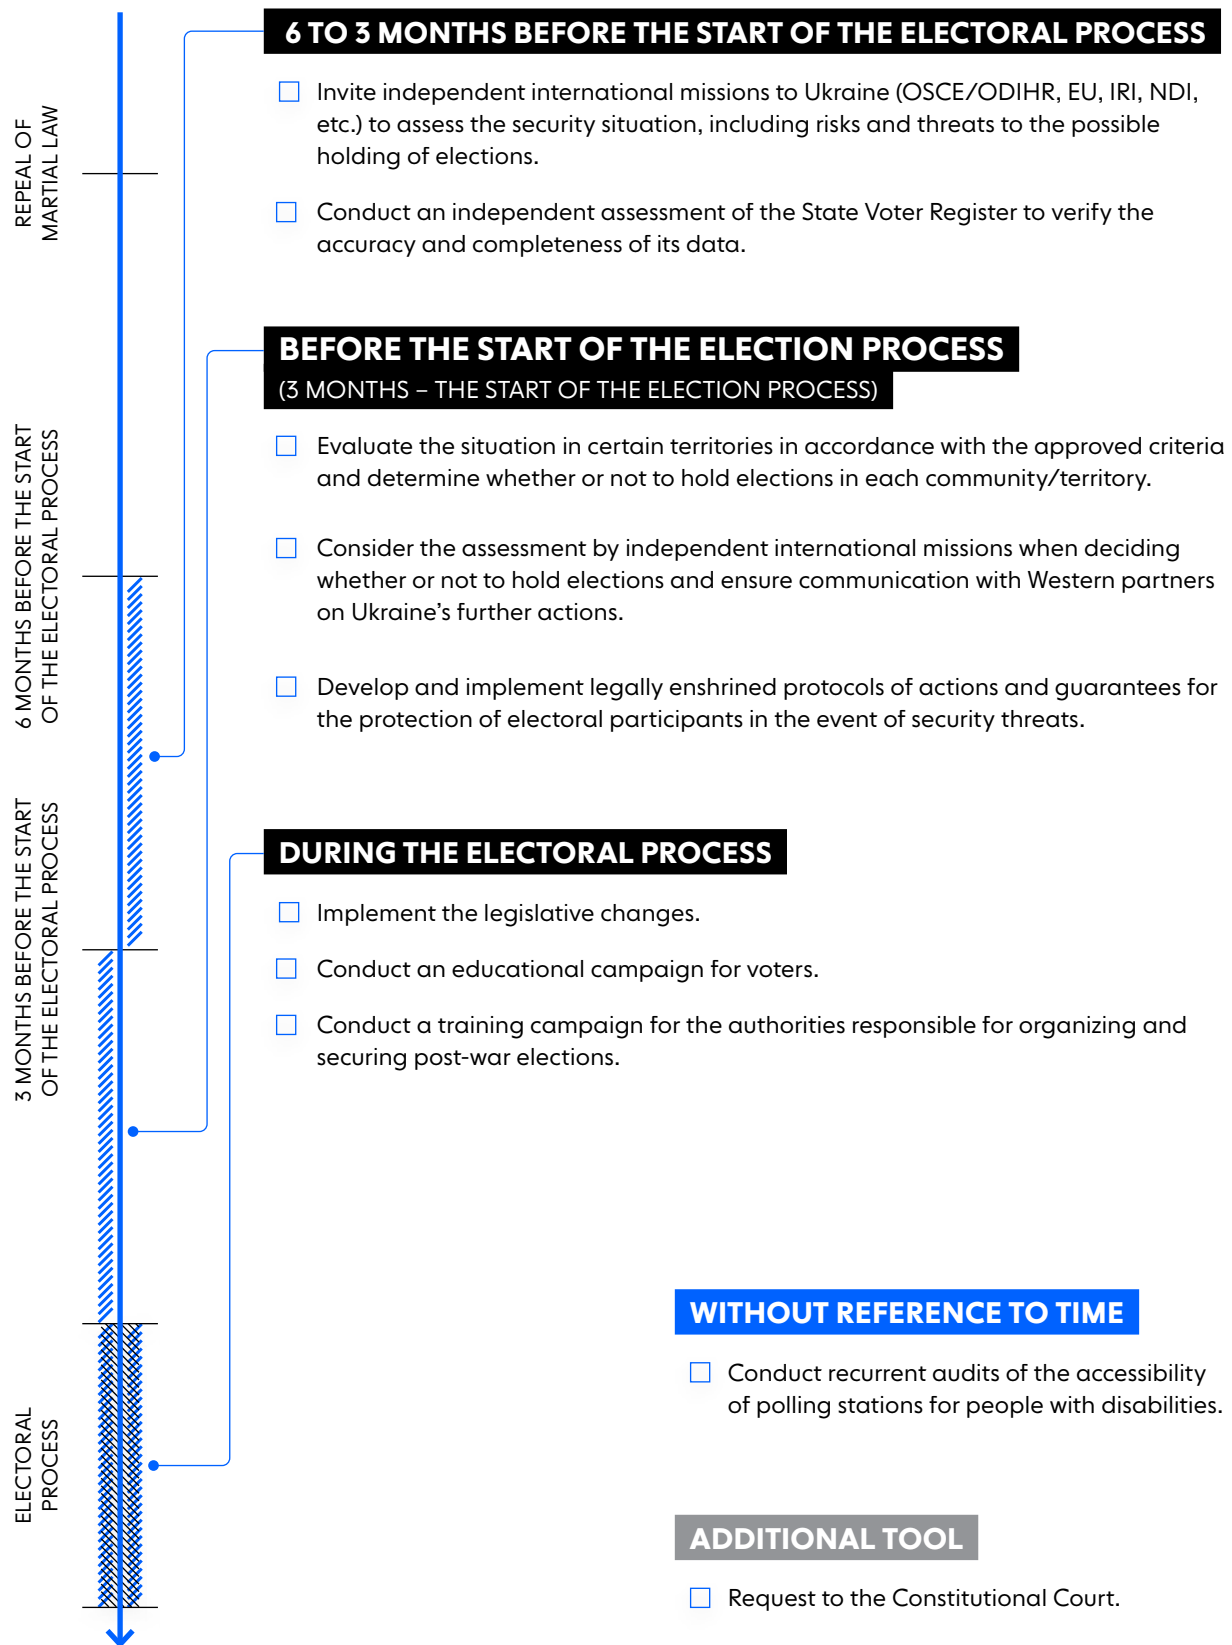 6 TO 3 MONTHS BEFORE THE START OF THE ELECTORAL PROCESS
Invite independent international missions to Ukraine (OSCE/ODIHR, EU, IRI, NDI,
etc.) to assess the security situation, including risks and threats to the possible
holding of elections.
Conduct an independent assessment of the State Voter Register to verify the
accuracy and completeness of its data.
BEFORE THE START OF THE ELECTION PROCESS
(3 MONTHS – THE START OF THE ELECTION PROCESS)
Evaluate the situation in certain territories in accordance with the approved criteria
and determine whether or not to hold elections in each community/territory.
Consider the assessment by independent international missions when deciding
whether or not to hold elections and ensure communication with Western partners
on Ukraine’s further actions.
Develop and implement legally enshrined protocols of actions and guarantees for
the protection of electoral participants in the event of security threats.
DURING THE ELECTORAL PROCESS
Implement the legislative changes.
Conduct an educational campaign for voters.
Conduct a training campaign for the authorities responsible for organizing and
securing post-war elections.
WITHOUT REFERENCE TO TIME
Conduct recurrent audits of the accessibility
of polling stations for people with disabilities.
ADDITIONAL TOOL
Request to the Constitutional Court.
REPEAL OF
MARTIAL LAW
6 MONTHS BEFORE THE START
OF THE ELECTORAL PROCESS
3 MONTHS BEFORE THE START
OF THE ELECTORAL PROCESS
ELECTORAL
PROCESS